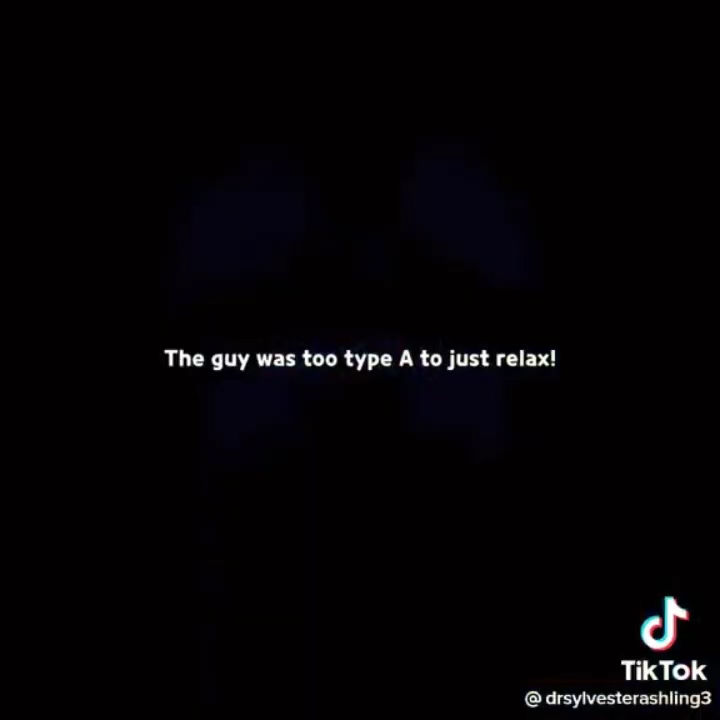 The guy was too type A to just relax!
TikTok
@ drsylvesterashling3